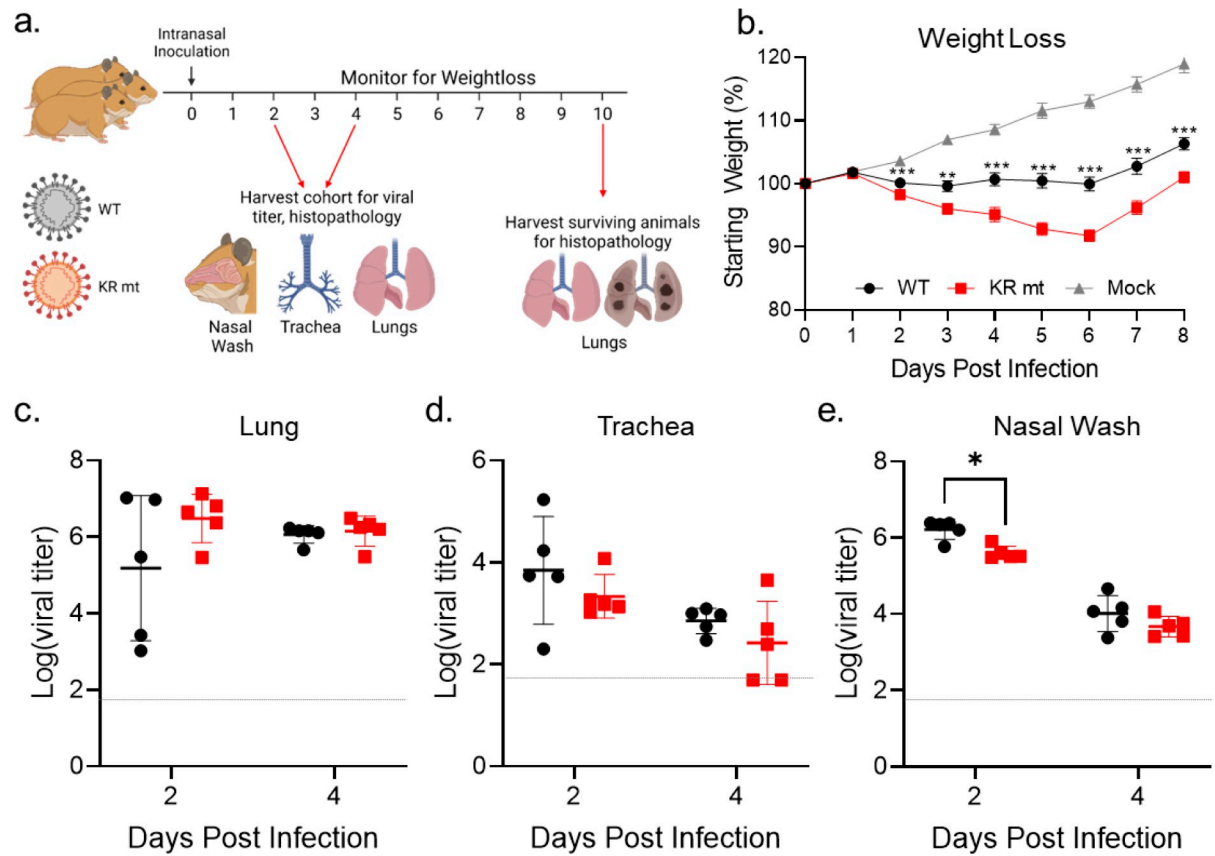 a.
Intranasal
Inoculation
Monitor for Weightloss
0 1 2 3 4 5 6 7 8 9 10
WT
KR mt
Harvest cohort for viral
titer, histopathology
Nasal
Wash
Trachea
Lungs
Harvest surviving animals
for histopathology
Lungs
b.
Weight Loss
Starting Weight (%)
120
110
100
90
80
*** ** *** *** *** *** ***
WT KR mt Mock
0 1 2 3 4 5 6 7 8
Days Post Infection
c.
Lung
Log(viral titer)
8
6
4
2
0
2 4
Days Post Infection
d.
Trachea
Log(viral titer)
6
4
2
0
2 4
Days Post Infection
e.
Nasal Wash
*
Log(viral titer)
8
6
4
2
0
2 4
Days Post Infection